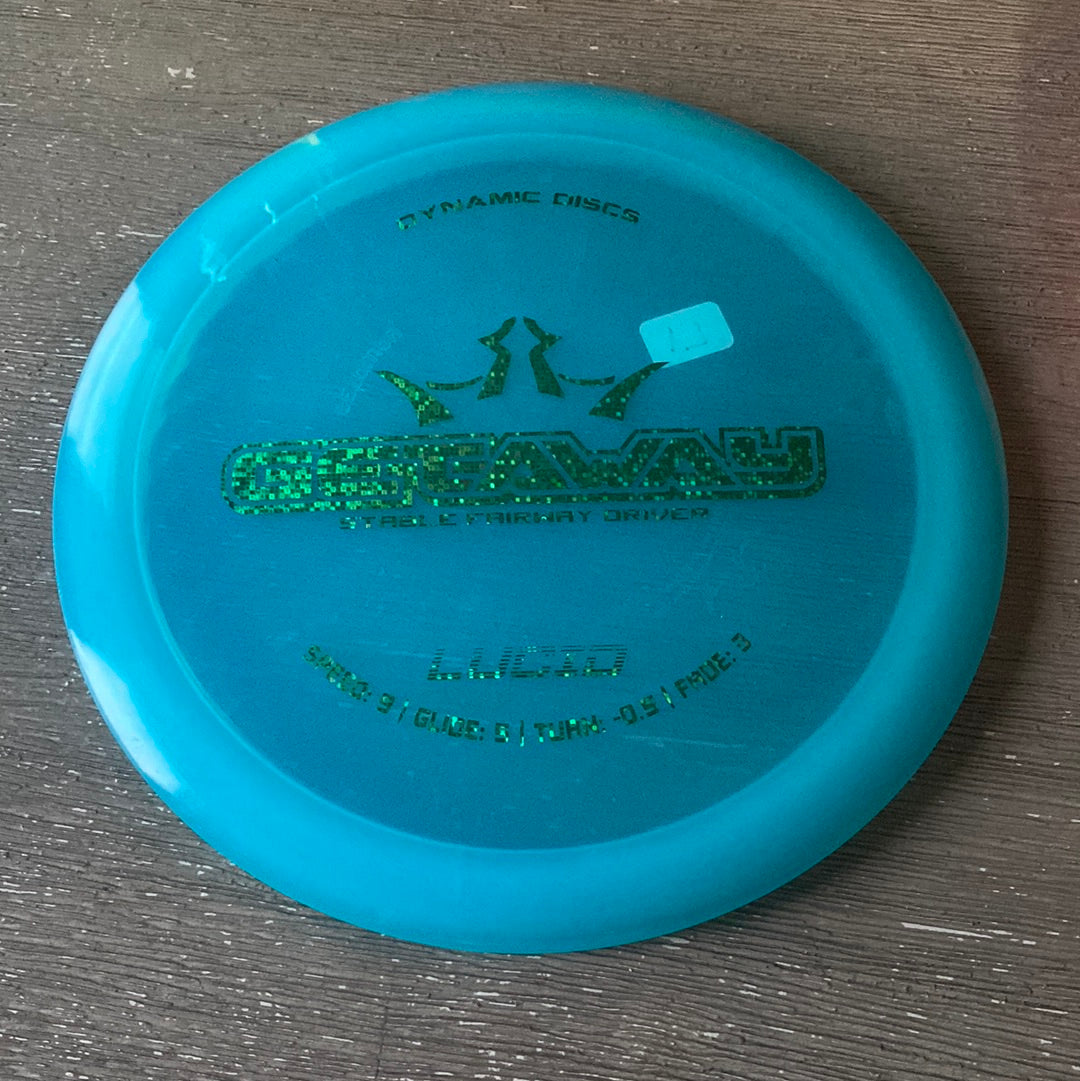 DYNAMIC DISCS
GETAWAY
STABLE FAIRWAY DRIVER
LUCID
SPEED: 9 | GLIDE: 5 | TURN: -0.5 | FADE: 3